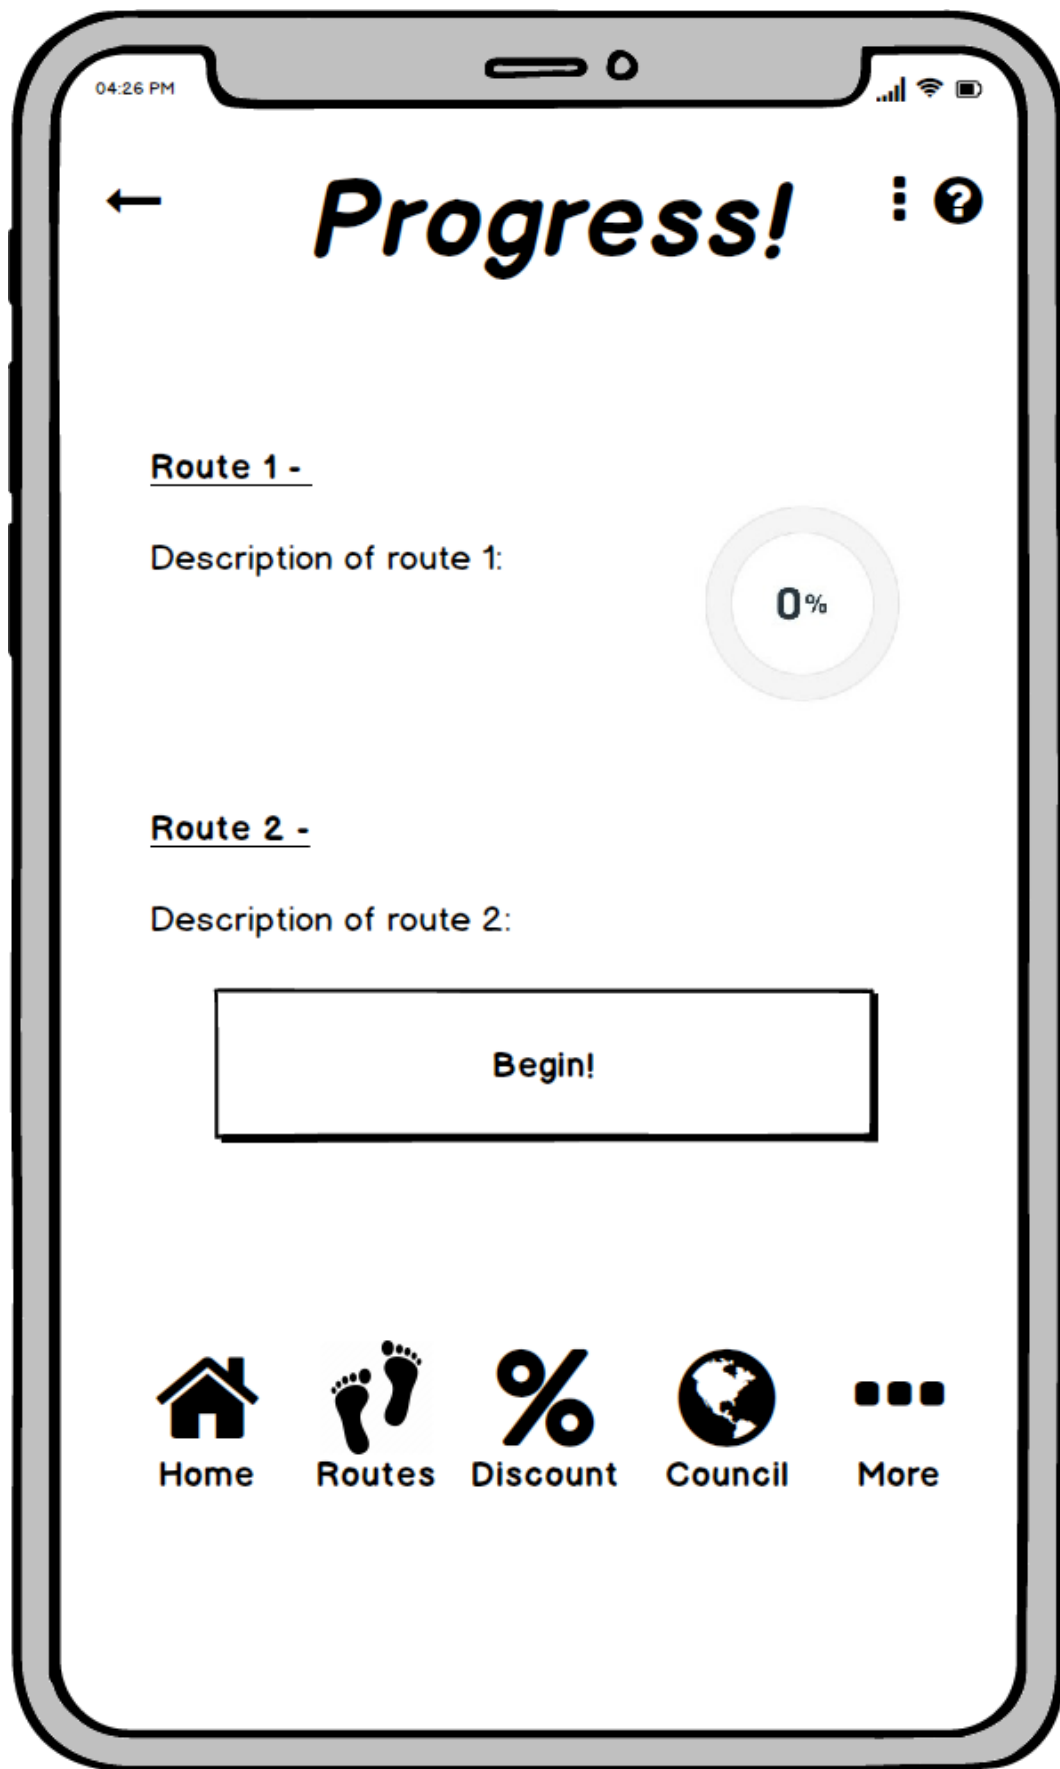 04:26 PM
Progress!
Route 1 -
Description of route 1:
0%
Route 2 -
Description of route 2:
Begin!
Home Routes Discount Council More